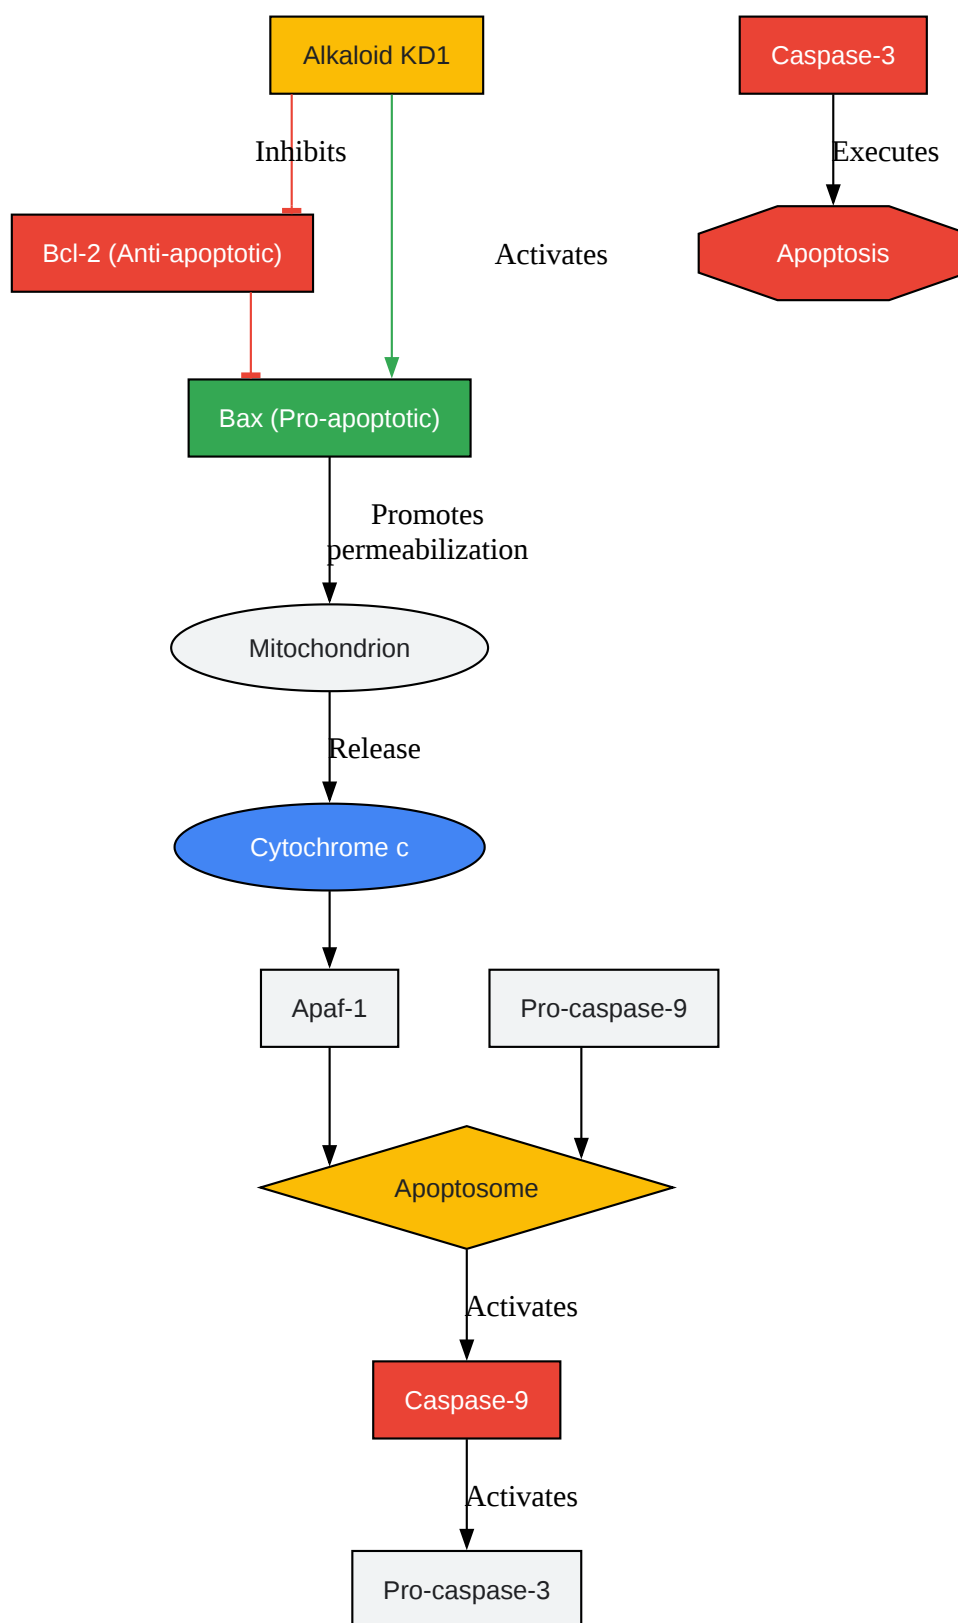 Alkaloid KD1
Caspase-3
Inhibits
Executes
Bcl-2 (Anti-apoptotic)
Activates
Apoptosis
Bax (Pro-apoptotic)
Promotes
permeabilization
Mitochondrion
Release
Cytochrome c
Apaf-1
Pro-caspase-9
Apoptosome
Activates
Caspase-9
Activates
Pro-caspase-3